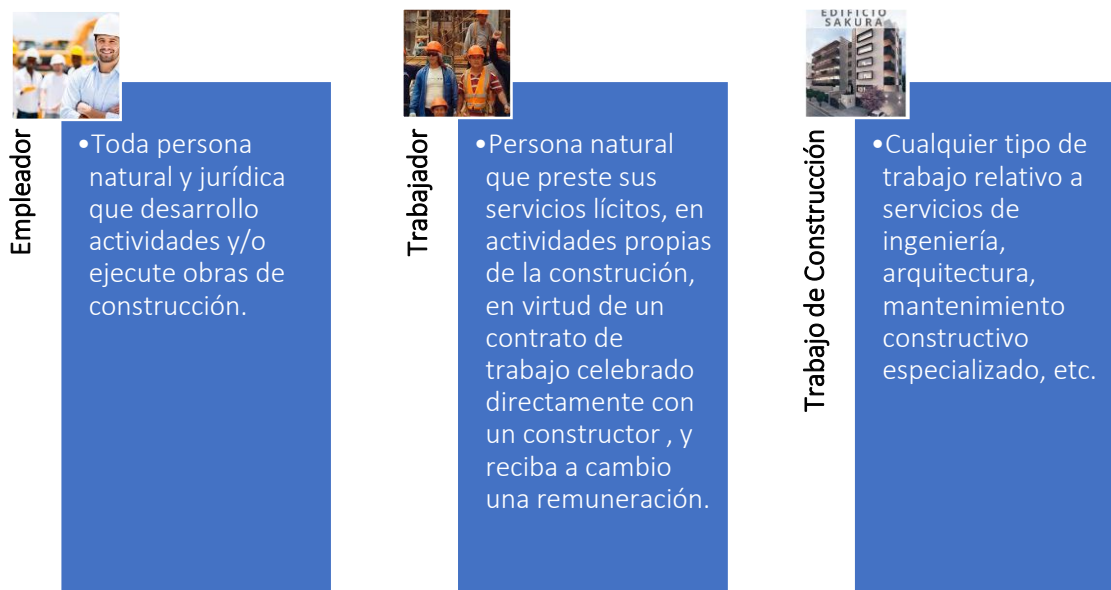 Empleador
•Toda persona
natural y jurídica
que desarrollo
actividades y/o
ejecute obras de
construcción.
Trabajador
•Persona natural
que preste sus
servicios lícitos, en
actividades propias
de la construción,
en virtud de un
contrato de
trabajo celebrado
directamente con
un constructor , y
reciba a cambio
una remuneración.
EDIFICIO
SAKURA
Trabajo de Construcción
•Cualquier tipo de
trabajo relativo a
servicios de
ingeniería,
arquitectura,
mantenimiento
constructivo
especializado, etc.